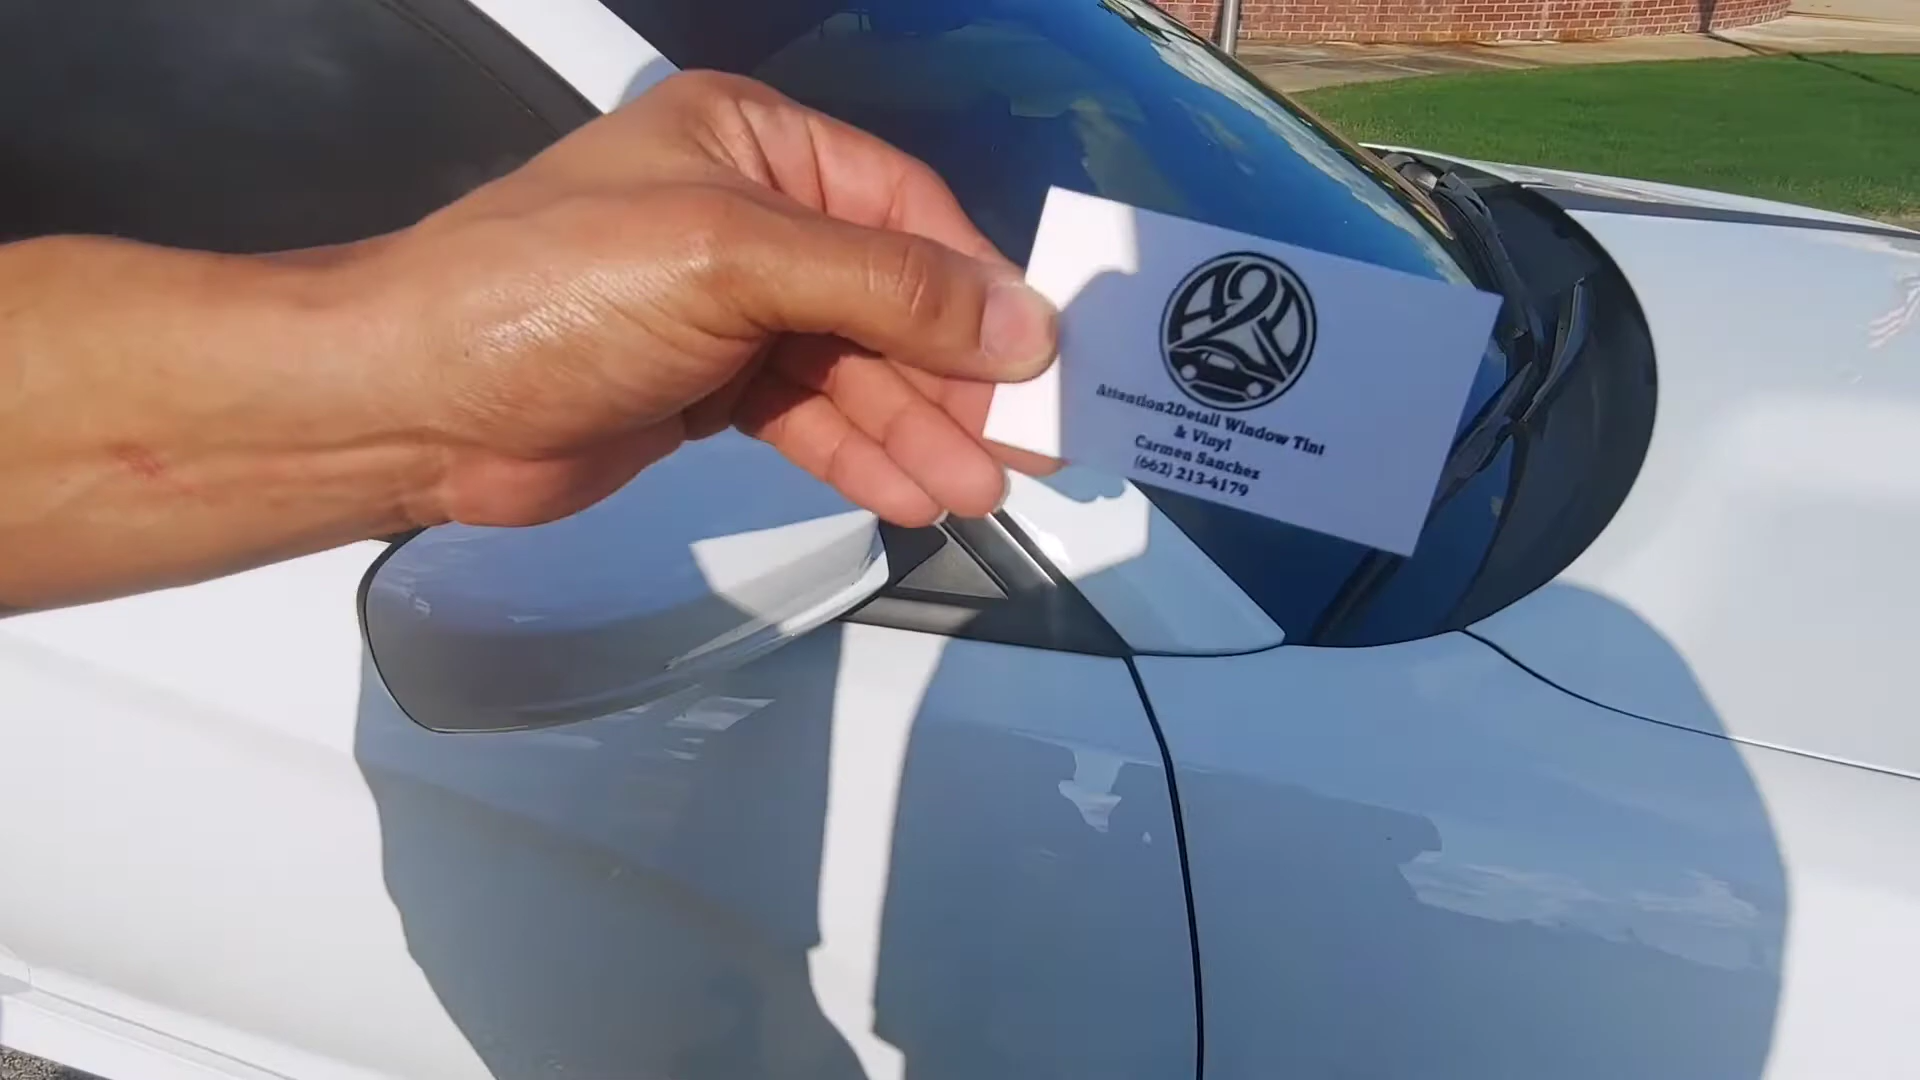 A2D
Attention2Detail Window Tint
& Vinyl
Carmen Sanchez
(662) 213-4179